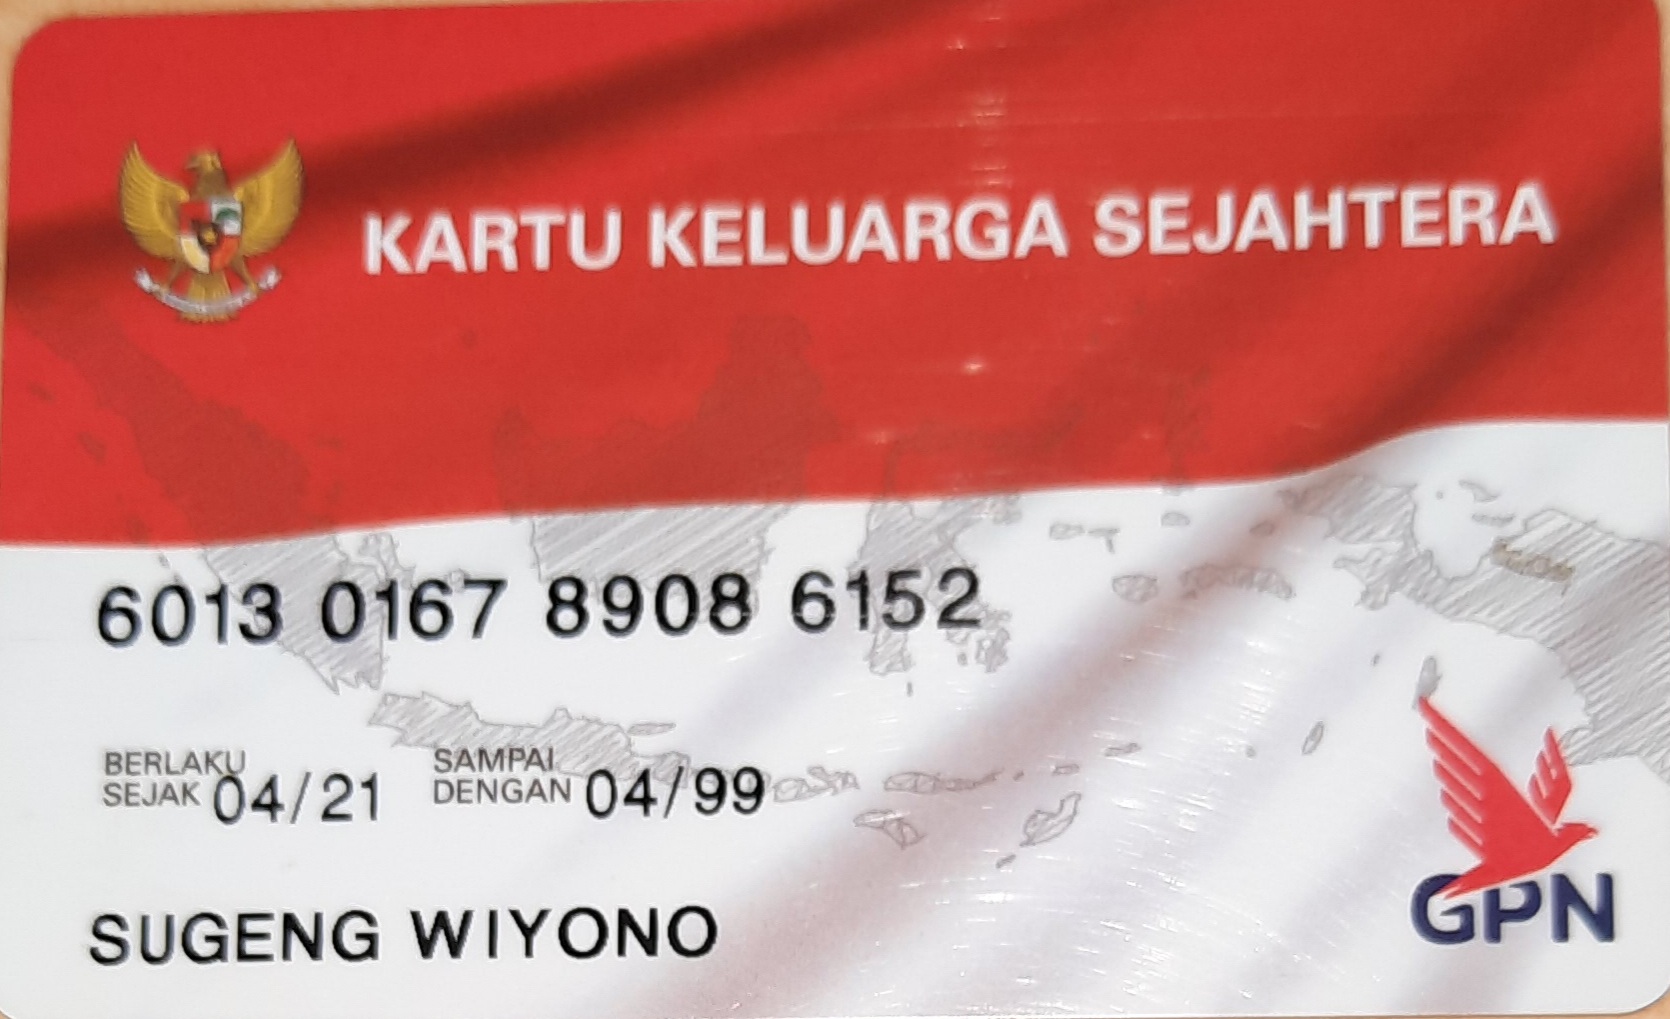 KARTU KELUARGA SEJAHTERA
6013 0167 8908 6152
BERLAKU SEJAK 04/21 SAMPAI DENGAN 04/99
SUGENG WIYONO
GPN